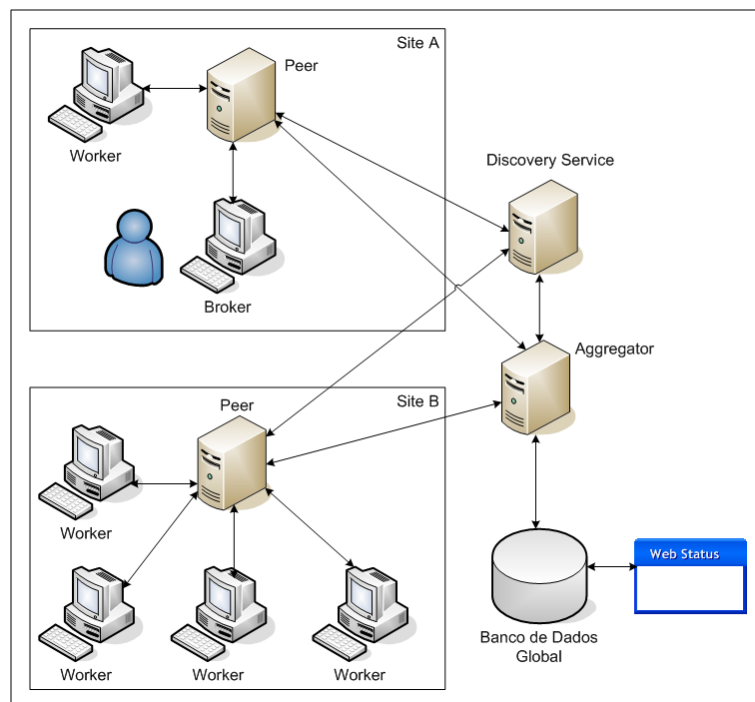 Site A
Peer
Worker
Broker
Discovery Service
Aggregator
Site B
Peer
Worker
Worker
Worker
Worker
Web Status
Banco de Dados
Global